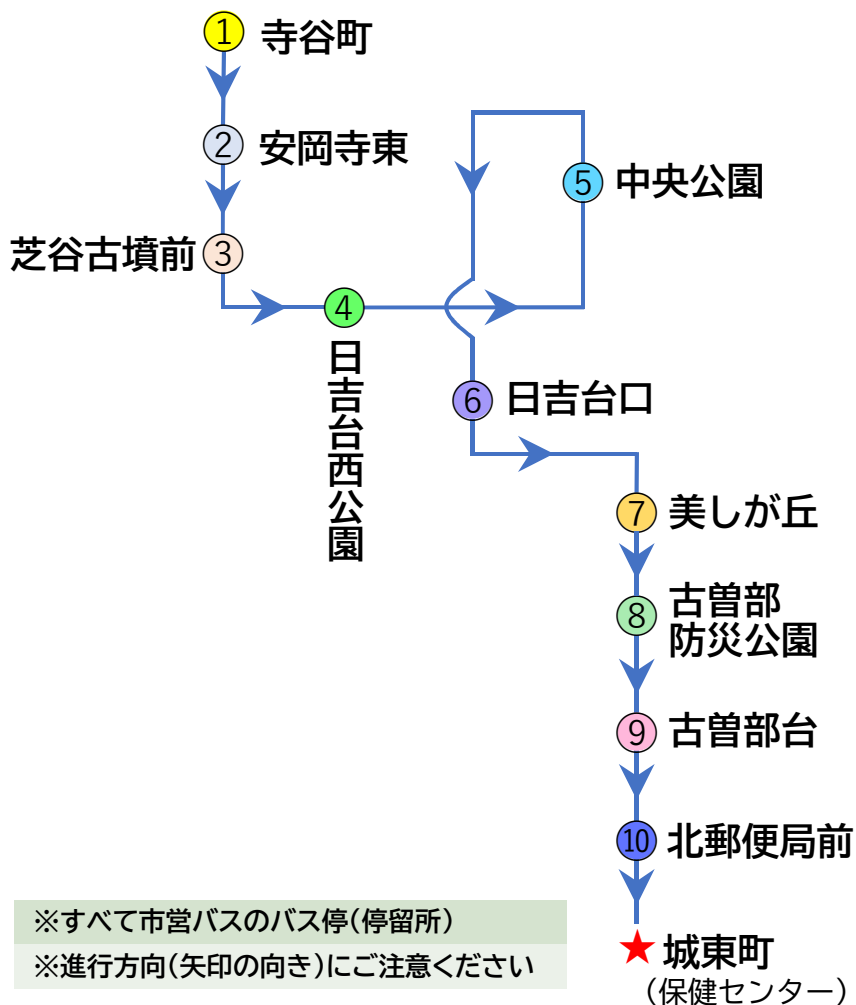 1 寺谷町
2 安岡寺東
芝谷古墳前 3
4
日吉台西公園
5 中央公園
6 日吉台口
7 美しが丘
8 古曽部
防災公園
9 古曽部台
10 北郵便局前
★ 城東町
(保健センター)
※すべて市営バスのバス停(停留所)
※進行方向(矢印の向き)にご注意ください